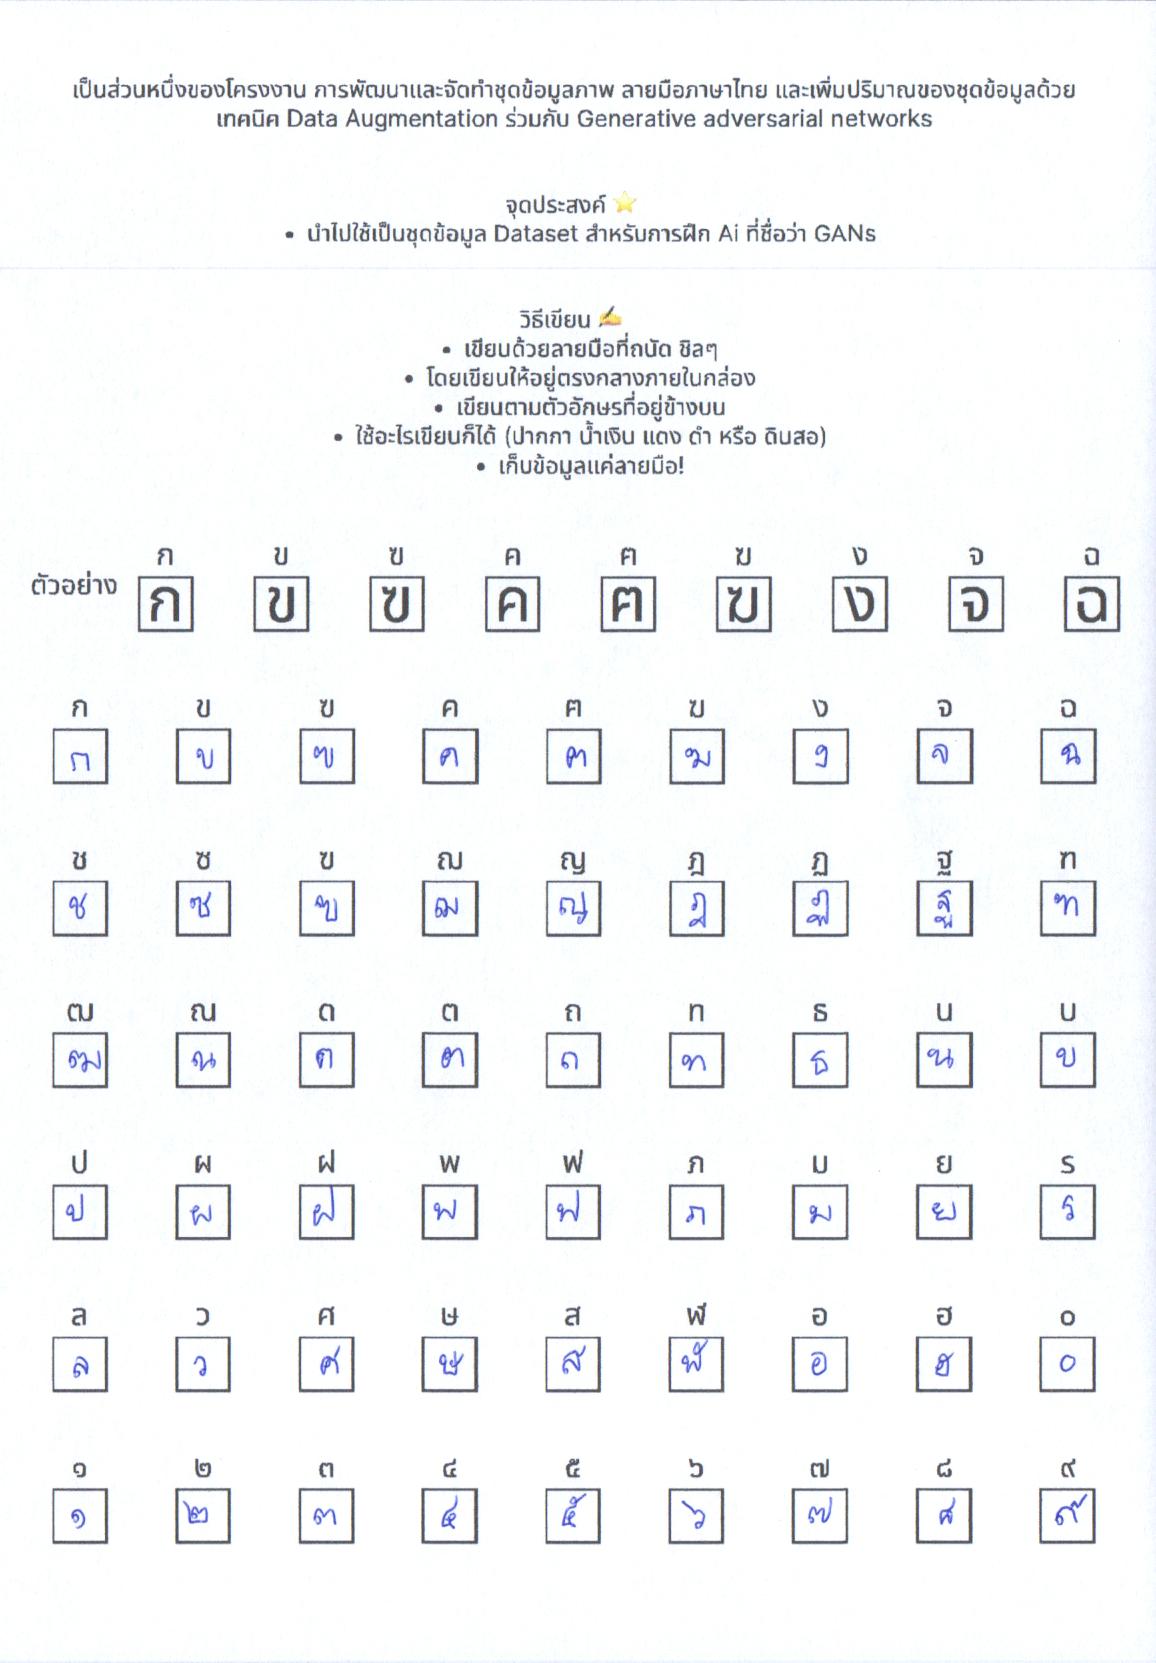 เป็นส่วนหนึ่งของโครงงาน การพัฒนาและจัดทำชุดข้อมูลภาพ ลายมือภาษาไทย และเพิ่มปริมาณของชุดข้อมูลด้วย
เทคนิค Data Augmentation ร่วมกับ Generative adversarial networks
จุดประสงค์ ⭐
• นำไปใช้เป็นชุดข้อมูล Dataset สำหรับการฝึก Ai ที่ชื่อว่า GANs
วิธีเขียน ✍️
• เขียนด้วยลายมือที่ถนัด ชิลๆ
• โดยเขียนให้อยู่ตรงกลางภายในกล่อง
• เขียนตามตัวอักษรที่อยู่ข้างบน
• ใช้อะไรเขียนก็ได้ (ปากกา น้ำเงิน แดง ดำ หรือ ดินสอ)
• เก็บข้อมูลแค่ลายมือ!
ก ข ฃ ค ฅ ฆ ง จ ฉ
ตัวอย่าง ก ข ฃ ค ฅ ฆ ง จ ฉ
ก ข ฃ ค ฅ ฆ ง จ ฉ
ก ข ฃ ค ฅ ฆ ง จ ฉ
ช ซ ฃ ฌ ญ ฎ ฏ ฐ ฑ
ช ซ ฃ ฌ ญ ฎ ฏ ฐ ฑ
ฒ ณ ด ต ถ ท ธ น บ
ฒ ณ ด ต ถ ท ธ น บ
ป ผ ฝ พ ฟ ภ ม ย ร
ป ผ ฝ พ ฟ ภ ม ย ร
ล ว ศ ษ ส ฬ อ ฮ ๐
ล ว ศ ษ ส ฬ อ ฮ ๐
๑ ๒ ๓ ๔ ๕ ๖ ๗ ๘ ๙
๑ ๒ ๓ ๔ ๕ ๖ ๗ ๘ ๙